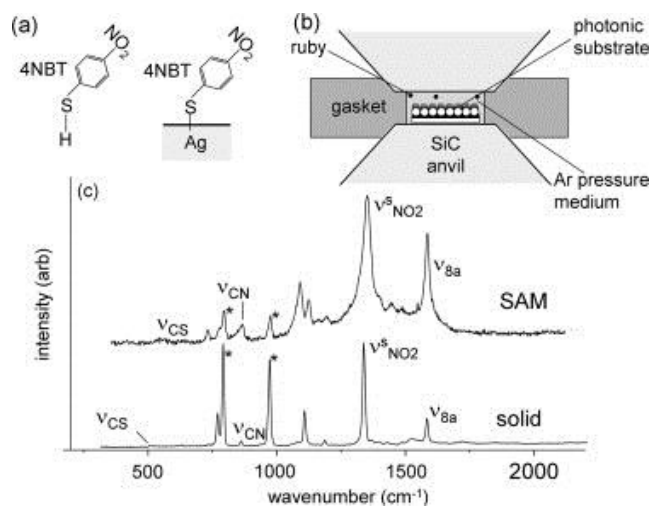 (a)
NO2
4NBT
S
H
NO2
4NBT
S
Ag
(b)
ruby
photonic
substrate
gasket
SiC
anvil
Ar pressure
medium
(c)
intensity (arb)
νCS
νCN
*
*
νsNO2
ν8a
SAM
νCS
*
νCN
*
νsNO2
ν8a
solid
500
1000
1500
2000
wavenumber (cm-1)